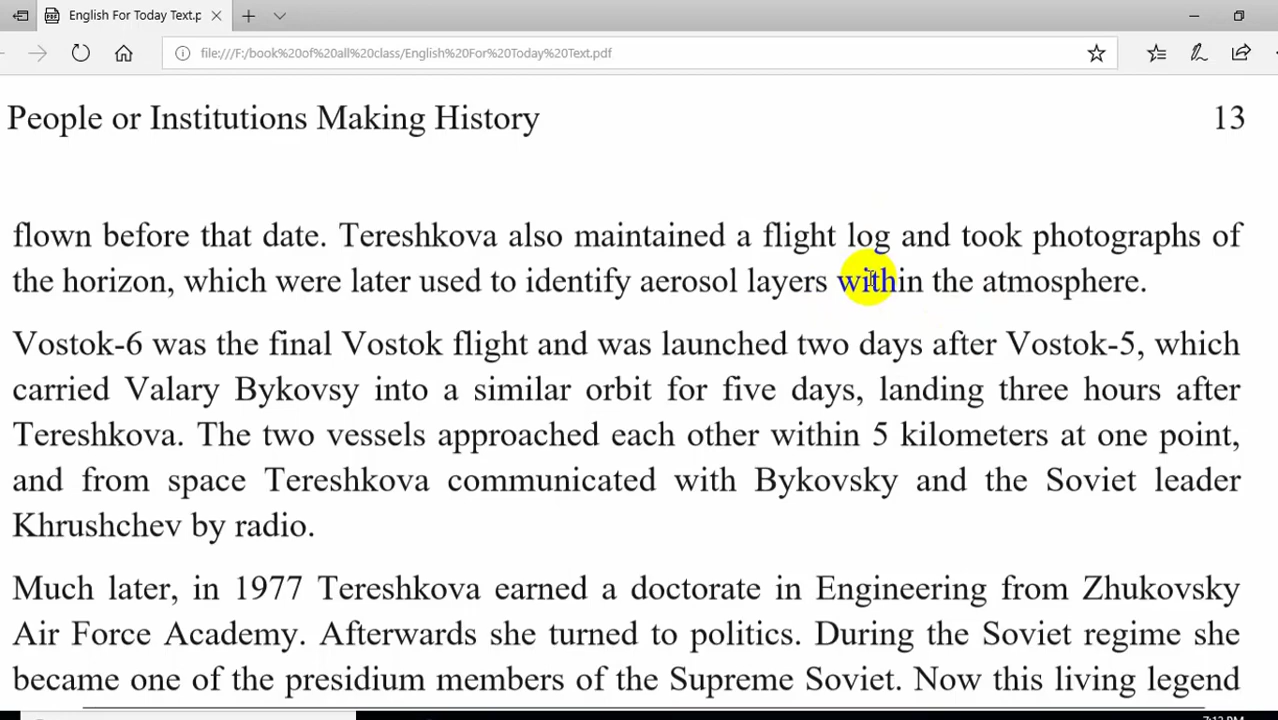 English For Today Text.p
file:///F:/book%20of%20all%20class/English%20For%20Today%20Text.pdf
People or Institutions Making History 13
flown before that date. Tereshkova also maintained a flight log and took photographs of
the horizon, which were later used to identify aerosol layers within the atmosphere.
Vostok-6 was the final Vostok flight and was launched two days after Vostok-5, which
carried Valary Bykovsy into a similar orbit for five days, landing three hours after
Tereshkova. The two vessels approached each other within 5 kilometers at one point,
and from space Tereshkova communicated with Bykovsky and the Soviet leader
Khrushchev by radio.
Much later, in 1977 Tereshkova earned a doctorate in Engineering from Zhukovsky
Air Force Academy. Afterwards she turned to politics. During the Soviet regime she
became one of the presidium members of the Supreme Soviet. Now this living legend